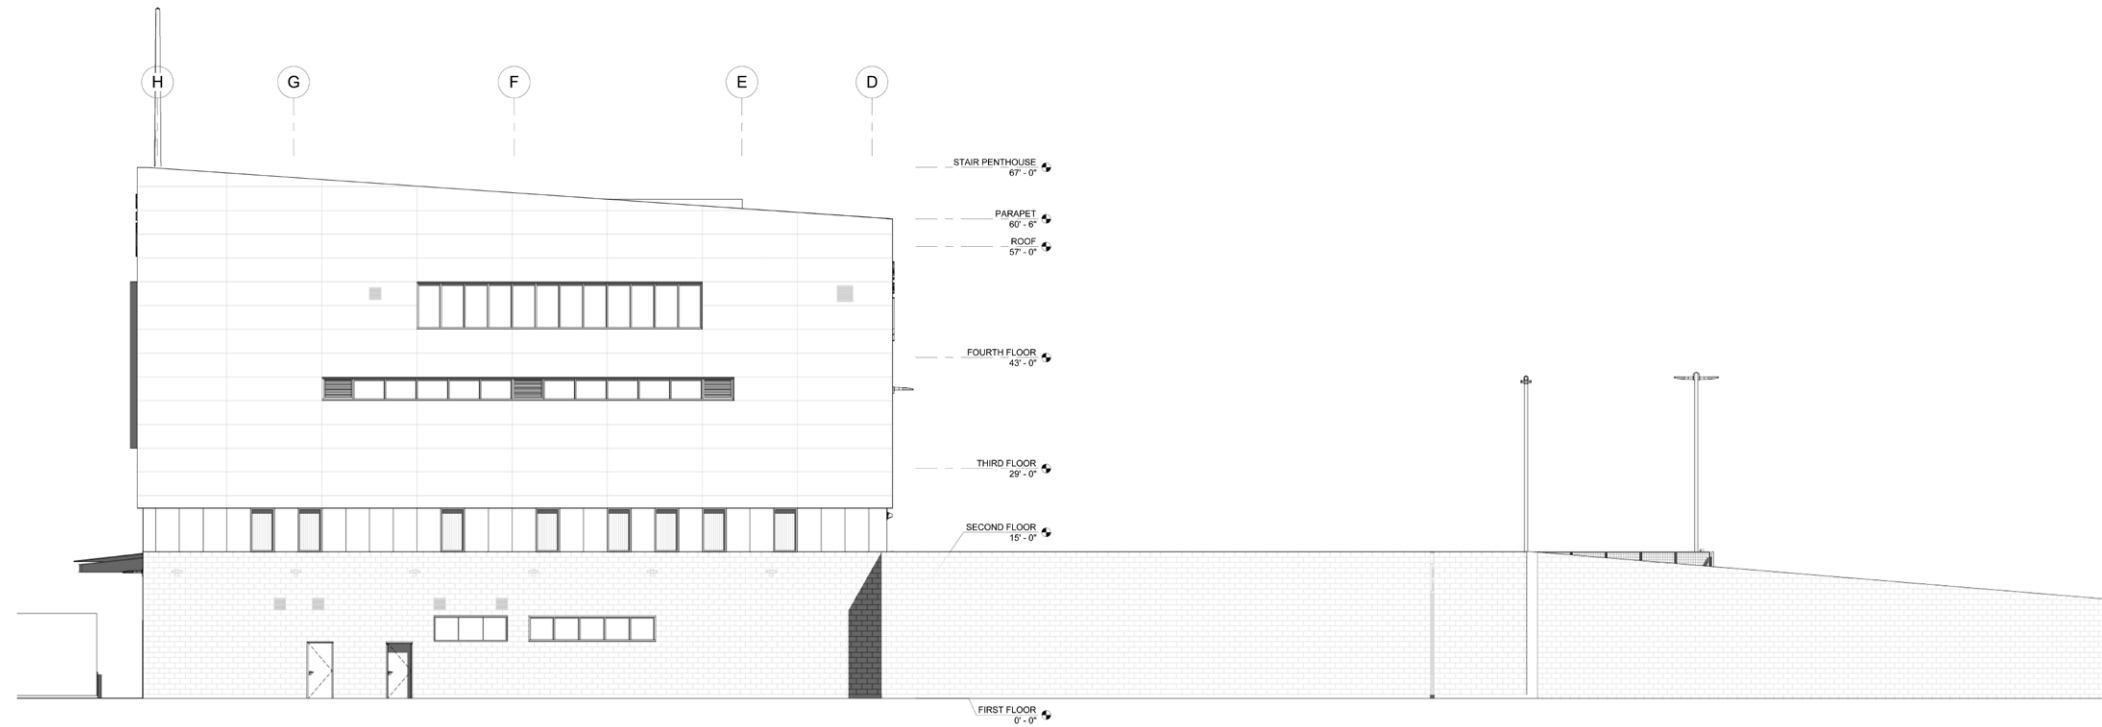 H
G
F
E
D
STAIR PENTHOUSE
67' - 0"
PARAPET
60' - 6"
ROOF
57' - 0"
FOURTH FLOOR
43' - 0"
THIRD FLOOR
29' - 0"
SECOND FLOOR
15' - 0"
FIRST FLOOR
0' - 0"